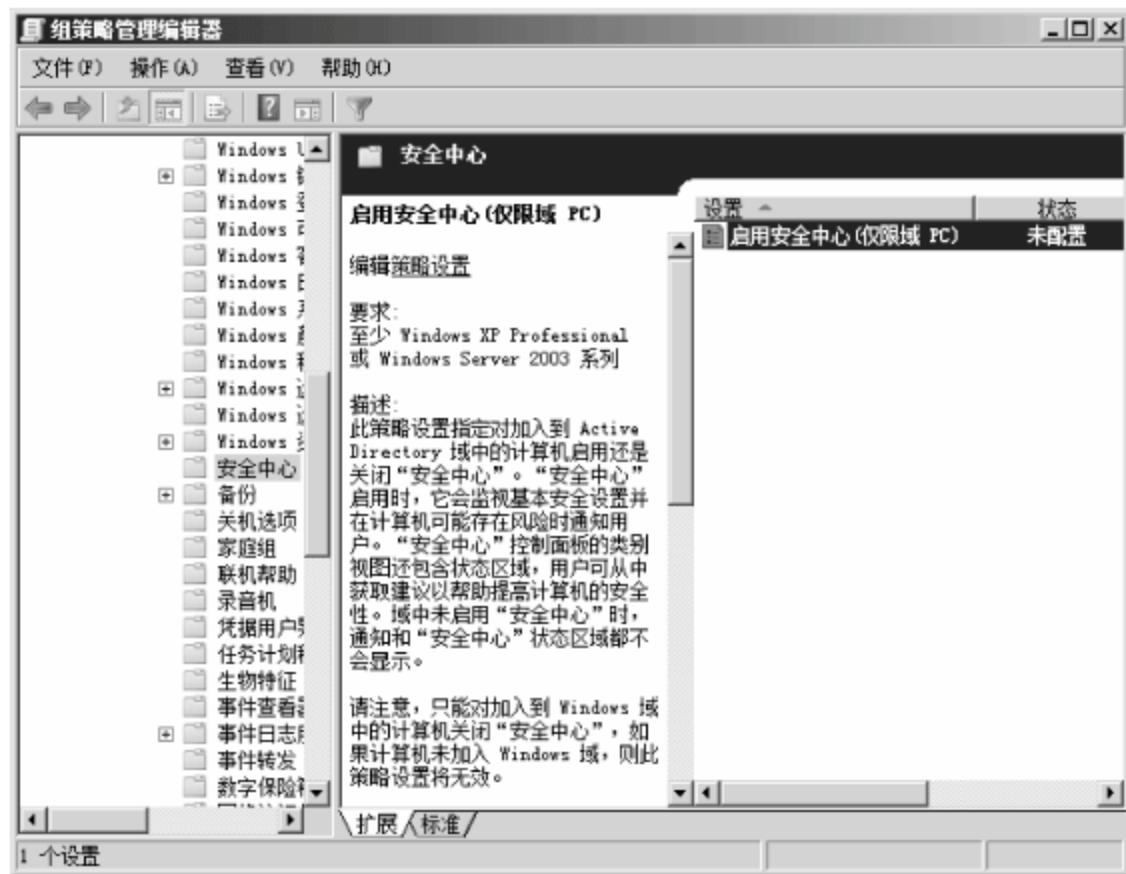 组策略管理编辑器
文件(F) 操作(A) 查看(V) 帮助(H)
Windows
Windows
Windows
Windows
Windows
Windows
Windows
Windows
Windows
Windows
Windows
Windows
安全中心
备份
关机选项
家庭组
联机帮助
录音机
凭据用户
任务计划
生物特征
事件查看
事件日志
事件转发
数字保险
安全中心
启用安全中心(仅限域 PC)
编辑策略设置
要求:
至少 Windows XP Professional
或 Windows Server 2003 系列
描述:
此策略设置指定对加入到 Active
Directory 域中的计算机启用还是
关闭“安全中心”。“安全中心”
启用时，它会监视基本安全设置并
在计算机可能存在风险时通知用
户。“安全中心”控制面板的类别
视图还包含状态区域，用户可从中
获取建议以帮助提高计算机的安全
性。域中未启用“安全中心”时，
通知和“安全中心”状态区域都不
会显示。
请注意，只能对加入到 Windows 域
中的计算机关闭“安全中心”，如
果计算机未加入 Windows 域，则此
策略设置将无效。
设置 状态
启用安全中心(仅限域 PC) 未配置
扩展 标准
1 个设置